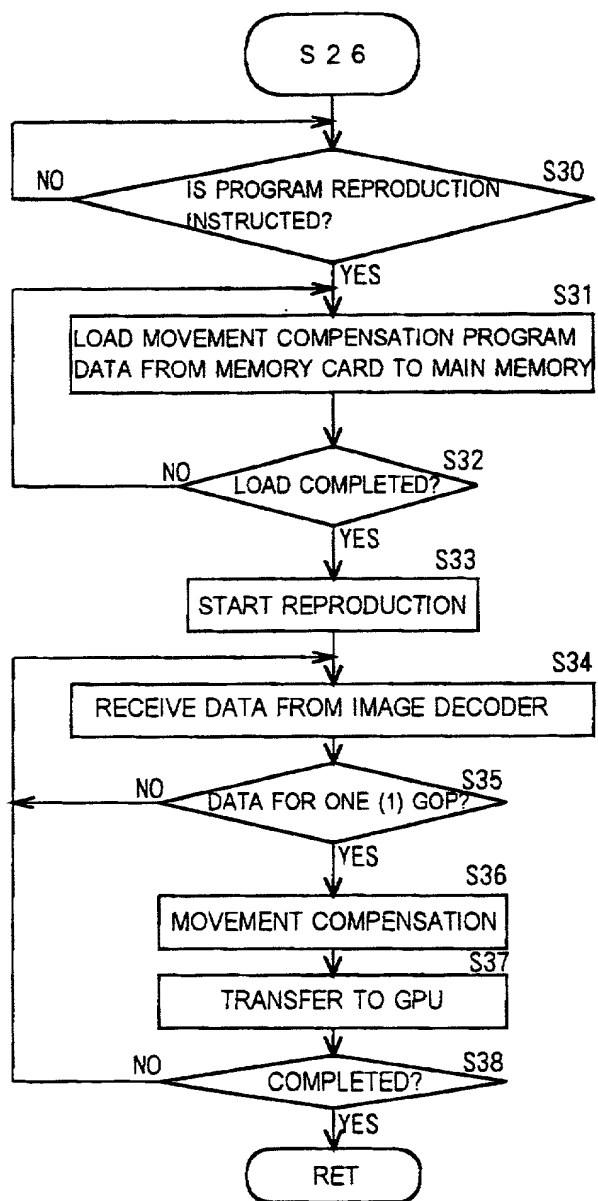 S 2 6
S30
NO
IS PROGRAM REPRODUCTION
INSTRUCTED?
YES
S31
LOAD MOVEMENT COMPENSATION PROGRAM
DATA FROM MEMORY CARD TO MAIN MEMORY
S32
NO
LOAD COMPLETED?
YES
S33
START REPRODUCTION
S34
RECEIVE DATA FROM IMAGE DECODER
S35
NO
DATA FOR ONE (1) GOP?
YES
S36
MOVEMENT COMPENSATION
S37
TRANSFER TO GPU
NO
S38
COMPLETED?
YES
RET